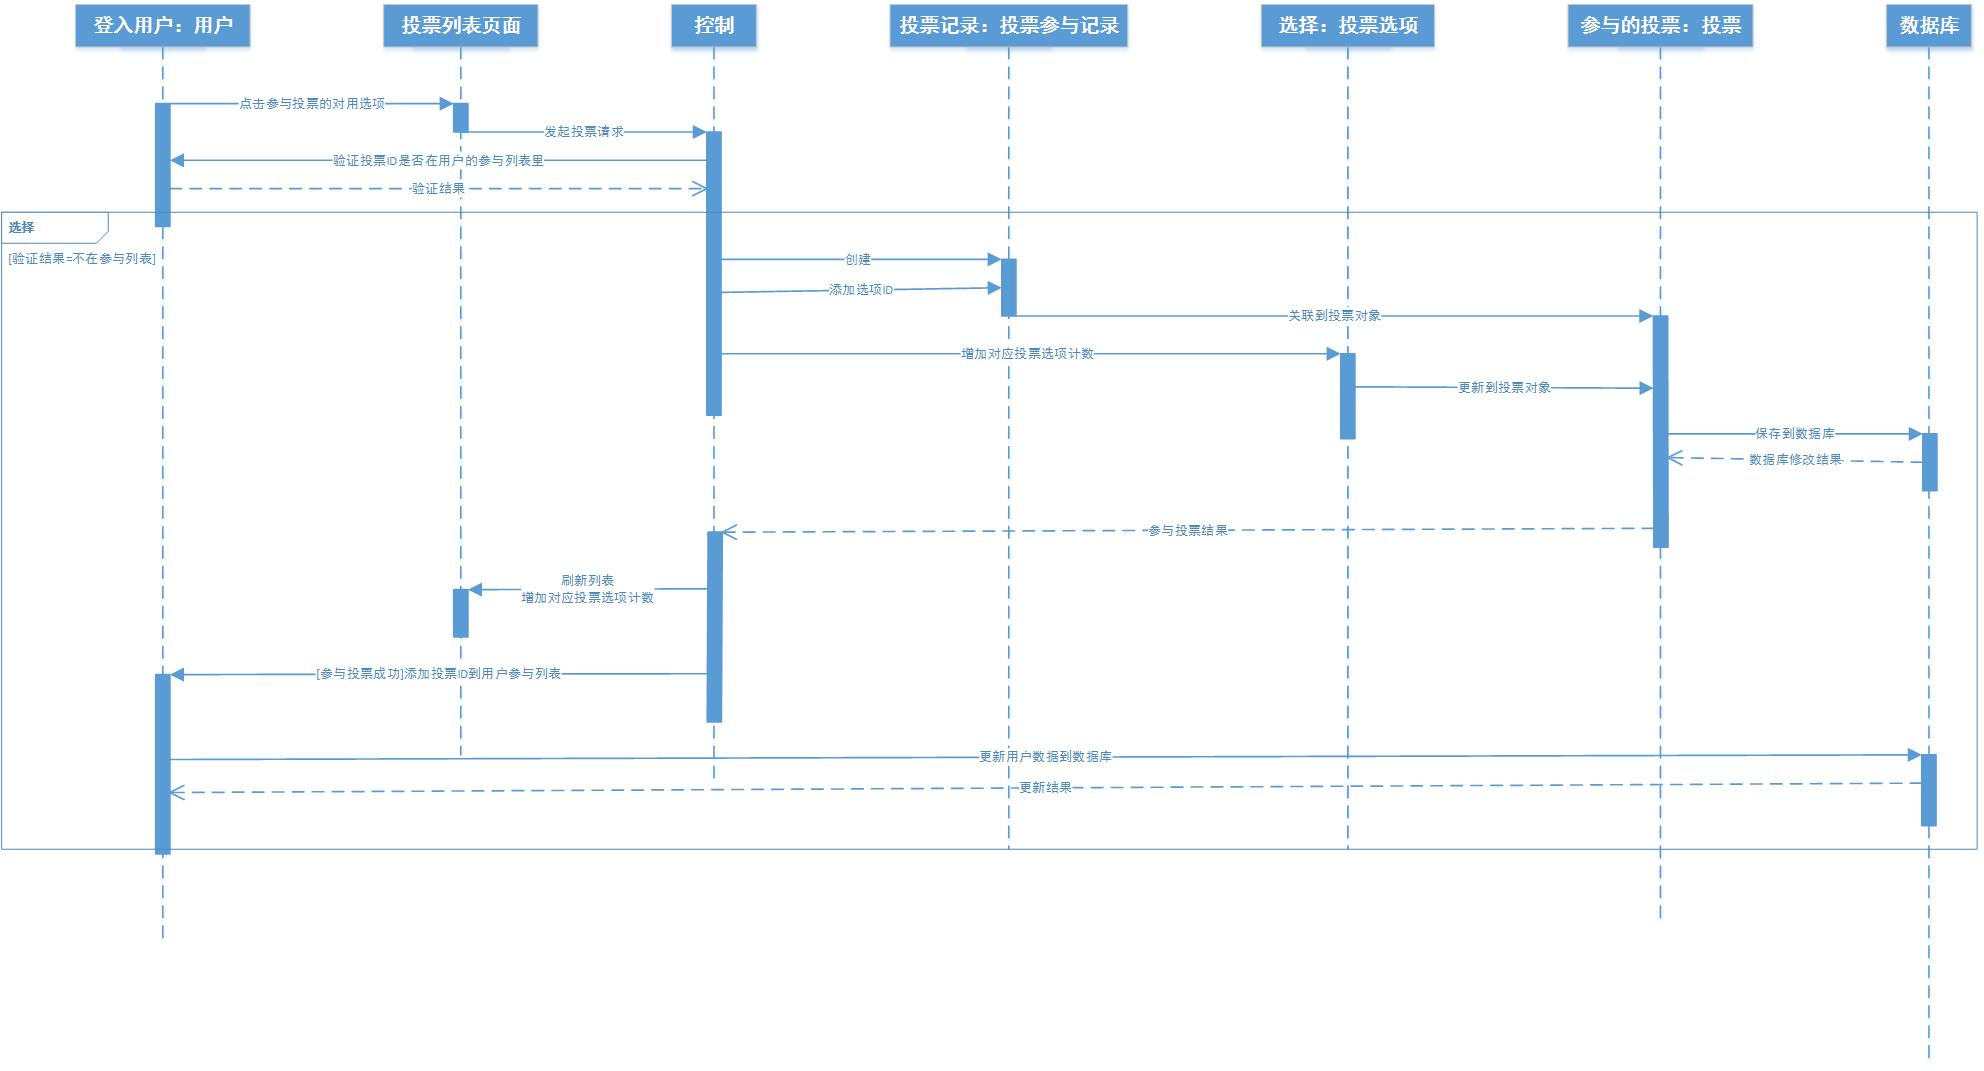 登入用户：用户
投票列表页面
控制
投票记录：投票参与记录
选择：投票选项
参与的投票：投票
数据库
点击参与投票的对用选项
发起投票请求
验证投票ID是否在用户的参与列表里
验证结果
选择
[验证结果=不在参与列表]
创建
添加选项ID
关联到投票对象
增加对应投票选项计数
更新到投票对象
保存到数据库
数据库修改结果
参与投票结果
刷新列表
增加对应投票选项计数
[参与投票成功]添加投票ID到用户参与列表
更新用户数据到数据库
更新结果